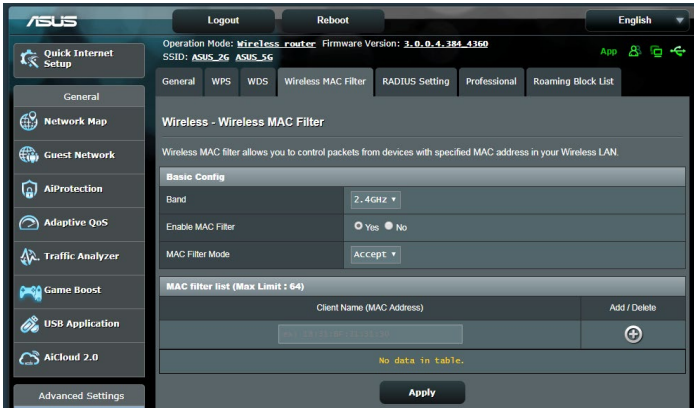 ASUS
Logout
Reboot
English
Quick Internet
Setup
General
Network Map
Guest Network
AiProtection
Adaptive QoS
Traffic Analyzer
Game Boost
USB Application
AiCloud 2.0
Advanced Settings
Operation Mode: Wireless router Firmware Version: 3.0.0.4.384_4360
SSID: ASUS_2G ASUS_5G
App
General WPS WDS Wireless MAC Filter RADIUS Setting Professional Roaming Block List
Wireless - Wireless MAC Filter
Wireless MAC filter allows you to control packets from devices with specified MAC address in your Wireless LAN.
Basic Config
Band 2.4GHz
Enable MAC Filter Yes No
MAC Filter Mode Accept
MAC filter list (Max Limit : 64)
Client Name (MAC Address) Add / Delete
No data in table.
Apply